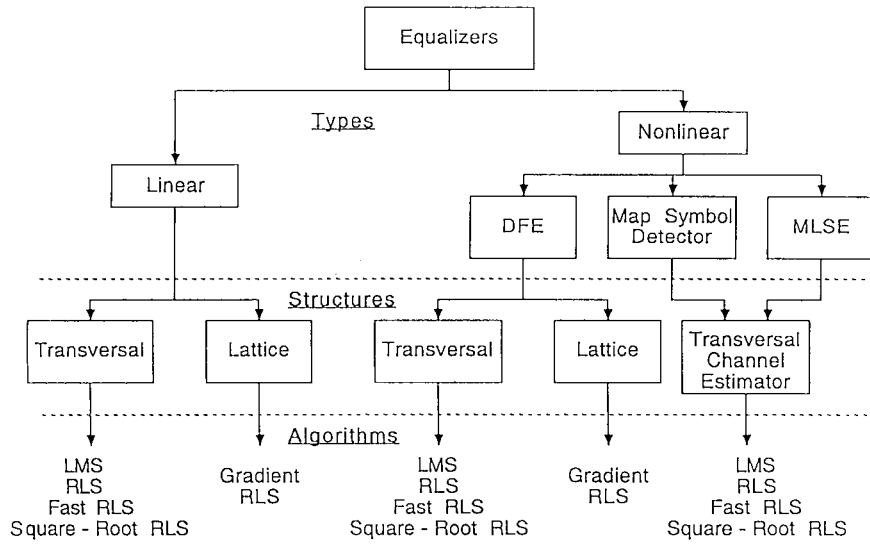 Equalizers
Types
Nonlinear
Linear
DFE
Map Symbol
Detector
MLSE
Structures
Transversal
Lattice
Transversal
Lattice
Transversal
Channel
Estimator
Algorithms
LMS
RLS
Fast RLS
Square - Root RLS
Gradient
RLS
LMS
RLS
Fast RLS
Square - Root RLS
Gradient
RLS
LMS
RLS
Fast RLS
Square - Root RLS